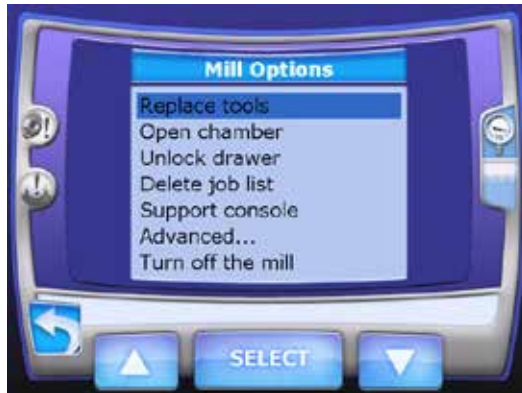 Mill Options
Replace tools
Open chamber
Unlock drawer
Delete job list
Support console
Advanced...
Turn off the mill
SELECT